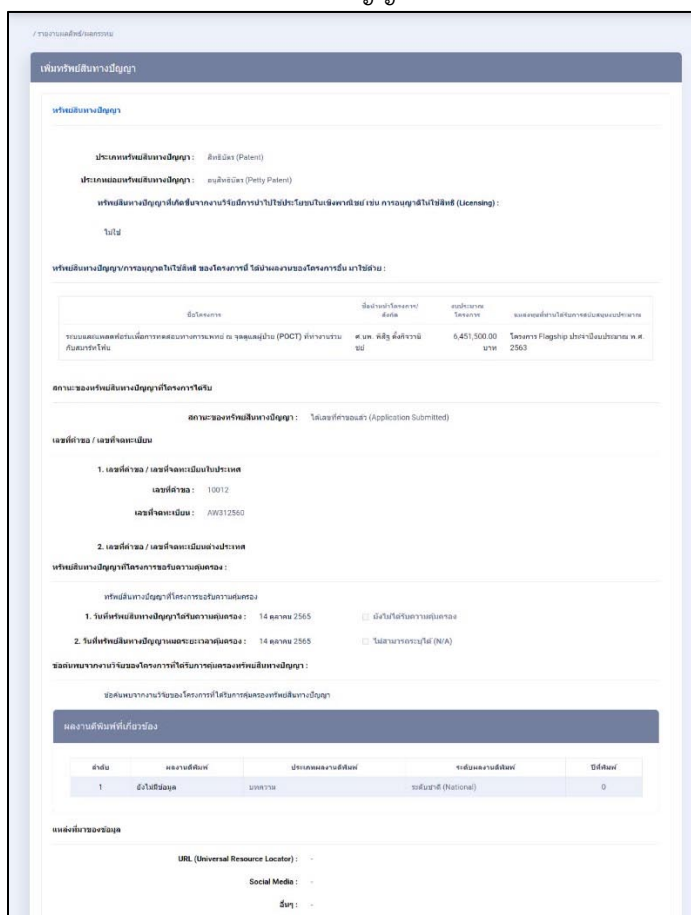 / รายงานผลลัพธ์/ผลกระทบ
เพิ่มทรัพย์สินทางปัญญา
ทรัพย์สินทางปัญญา
ประเภททรัพย์สินทางปัญญา : สิทธิบัตร (Patent)
ประเภทย่อยทรัพย์สินทางปัญญา : อนุสิทธิบัตร (Petty Patent)
ทรัพย์สินทางปัญญาที่เกิดขึ้นจากงานวิจัยมีการนำไปใช้ประโยชน์ในเชิงพาณิชย์ เช่น การอนุญาตให้ใช้สิทธิ (Licensing) :
ไม่ใช่
ทรัพย์สินทางปัญญา/การอนุญาตให้ใช้สิทธิ ของโครงการนี้ ได้นำผลงานของโครงการอื่น มาใช้ด้วย :
ชื่อโครงการ ชื่อหัวหน้าโครงการ/สังกัด งบประมาณโครงการ แหล่งทุนที่ท่านได้รับการสนับสนุนงบประมาณ
ระบบแพลตฟอร์มเพื่อการทดสอบทางการแพทย์ ณ จุดดูแลผู้ป่วย (POCT) ที่ทำงานร่วม ศ.นพ. พิสิฐ ตั้งกิจวานิ 6,451,500.00 โครงการ Flagship ประจำปีงบประมาณ พ.ศ.
กับสมาร์ทโฟน ชย์ บาท 2563
สถานะของทรัพย์สินทางปัญญาที่โครงการได้รับ
สถานะของทรัพย์สินทางปัญญา : ได้เลขที่คำขอแล้ว (Application Submitted)
เลขที่คำขอ / เลขที่จดทะเบียน
1. เลขที่คำขอ / เลขที่จดทะเบียนในประเทศ
เลขที่คำขอ : 10012
เลขที่จดทะเบียน : AW312560
2. เลขที่คำขอ / เลขที่จดทะเบียนต่างประเทศ
ทรัพย์สินทางปัญญาที่โครงการขอรับความคุ้มครอง :
ทรัพย์สินทางปัญญาที่โครงการขอรับความคุ้มครอง
1. วันที่ทรัพย์สินทางปัญญาได้รับความคุ้มครอง : 14 ตุลาคม 2565 ยังไม่ได้รับความคุ้มครอง
2. วันที่ทรัพย์สินทางปัญญาหมดระยะเวลาคุ้มครอง : 14 ตุลาคม 2565 ไม่สามารถระบุได้ (N/A)
ข้อค้นพบจากงานวิจัยของโครงการที่ได้รับการคุ้มครองทรัพย์สินทางปัญญา :
ข้อค้นพบจากงานวิจัยของโครงการที่ได้รับการคุ้มครองทรัพย์สินทางปัญญา
ผลงานตีพิมพ์ที่เกี่ยวข้อง
ลำดับ ผลงานตีพิมพ์ ประเภทผลงานตีพิมพ์ ระดับผลงานตีพิมพ์ ปีที่พิมพ์
1 ยังไม่มีข้อมูล บทความ ระดับชาติ (National) 0
แหล่งที่มาของข้อมูล
URL (Universal Resource Locator) : -
Social Media : -
อื่นๆ : -